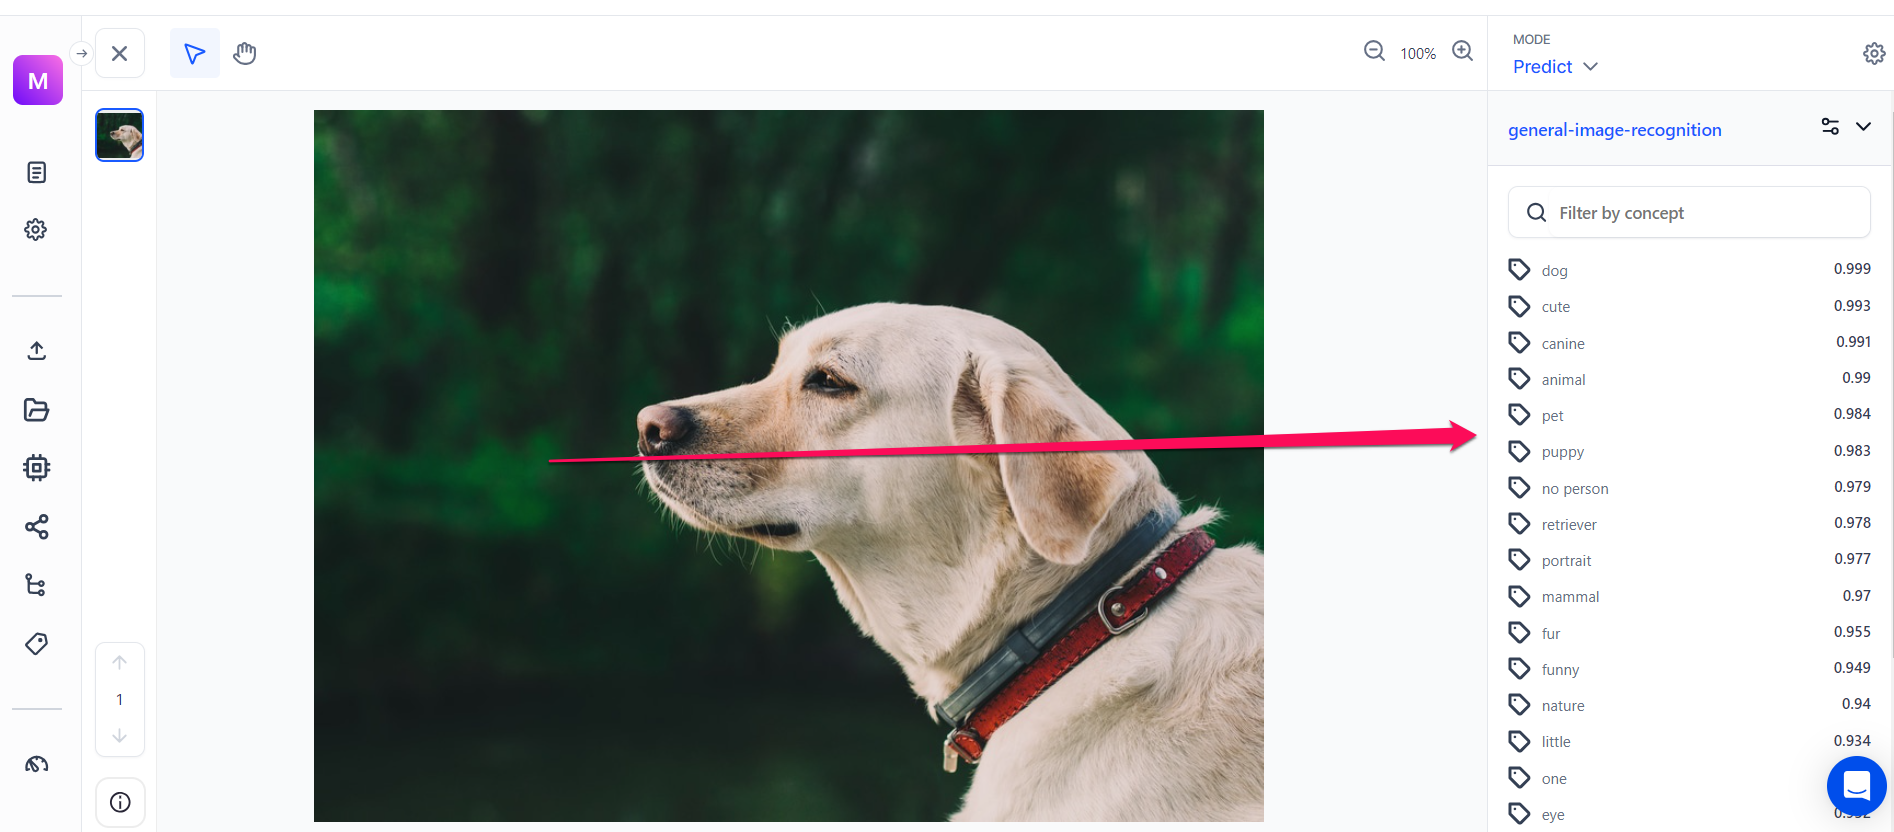 M
100%
MODE
Predict
general-image-recognition
Filter by concept
dog 0.999
cute 0.993
canine 0.991
animal 0.99
pet 0.984
puppy 0.983
no person 0.979
retriever 0.978
portrait 0.977
mammal 0.97
fur 0.955
funny 0.949
nature 0.94
little 0.934
one
eye
1